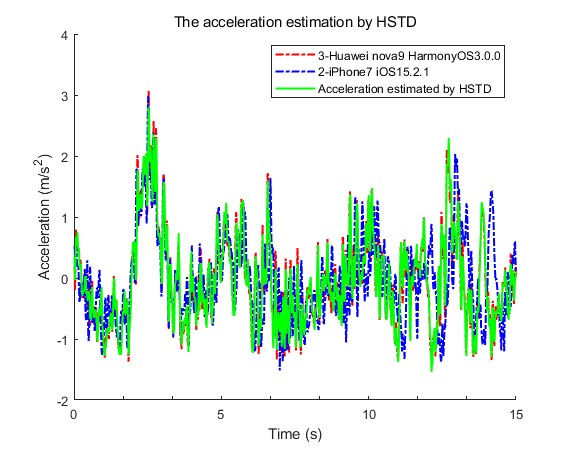 The acceleration estimation by HSTD
3-Huawei nova9 HarmonyOS3.0.0
2-iPhone7 iOS15.2.1
Acceleration estimated by HSTD
Acceleration (m/s²)
4
3
2
1
0
-1
-2
0
5
10
15
Time (s)